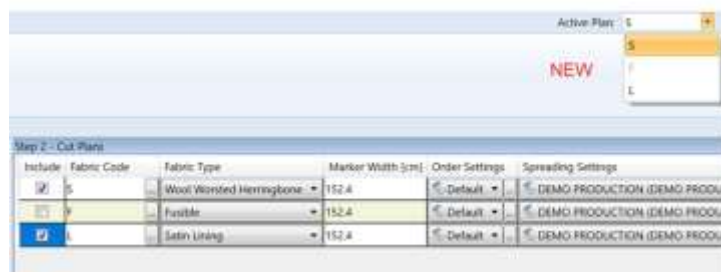 Active Plan: S
S
NEW
F
L
Step 2 - Cut Plans
Include Fabric Code Fabric Type Marker Width [cm] Order Settings Spreading Settings
S ... Wool Worsted Herringbone 152.4 Default ... DEMO PRODUCTION (DEMO PRODU
F ... Fusible 152.4 Default ... DEMO PRODUCTION (DEMO PRODU
L ... Satin Lining 152.4 Default ... DEMO PRODUCTION (DEMO PRODU